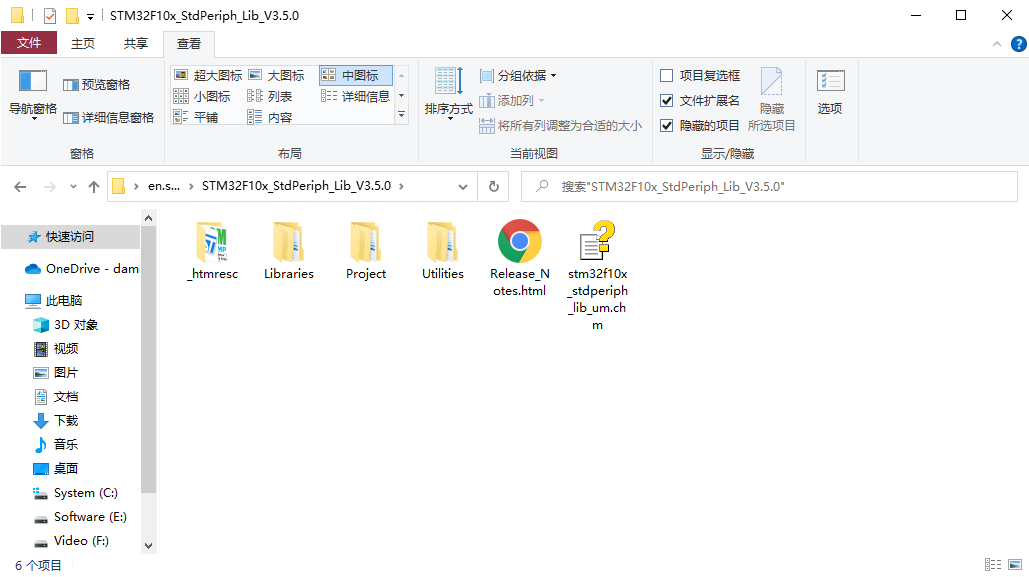 STM32F10x_StdPeriph_Lib_V3.5.0
文件 主页 共享 查看
导航窗格
预览窗格
详细信息窗格
窗格
超大图标 大图标 中图标
小图标 列表 详细信息
平铺 内容
布局
排序方式
分组依据
添加列
将所有列调整为合适的大小
当前视图
项目复选框
文件扩展名
隐藏的项目
隐藏
所选项目
显示/隐藏
选项
en.s... STM32F10x_StdPeriph_Lib_V3.5.0
搜索"STM32F10x_StdPeriph_Lib_V3.5.0"
快速访问
OneDrive - dam
此电脑
3D 对象
视频
图片
文档
下载
音乐
桌面
System (C:)
Software (E:)
Video (F:)
_htmresc
Libraries
Project
Utilities
Release_N
otes.html
stm32f10x
_stdperiph
_lib_um.ch
m
6 个项目